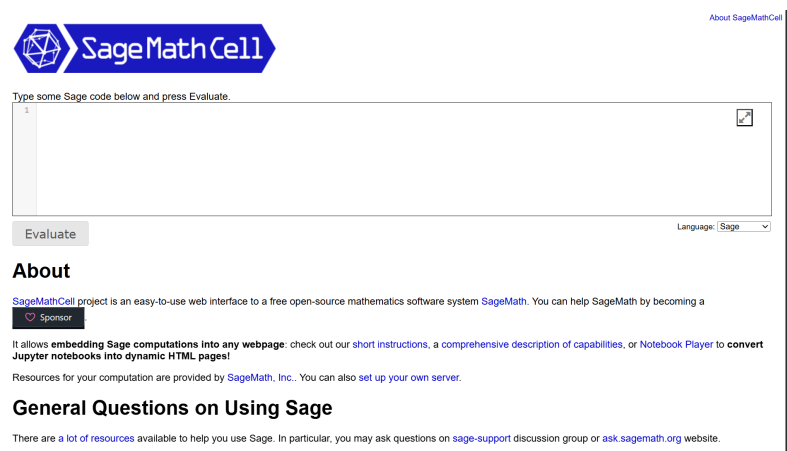 About SageMathCell
SageMathCell
Type some Sage code below and press Evaluate.
1
Evaluate
Language: Sage
About
SageMathCell project is an easy-to-use web interface to a free open-source mathematics software system SageMath. You can help SageMath by becoming a
Sponsor.
It allows embedding Sage computations into any webpage: check out our short instructions, a comprehensive description of capabilities, or Notebook Player to convert
Jupyter notebooks into dynamic HTML pages!
Resources for your computation are provided by SageMath, Inc.. You can also set up your own server.
General Questions on Using Sage
There are a lot of resources available to help you use Sage. In particular, you may ask questions on sage-support discussion group or ask.sagemath.org website.